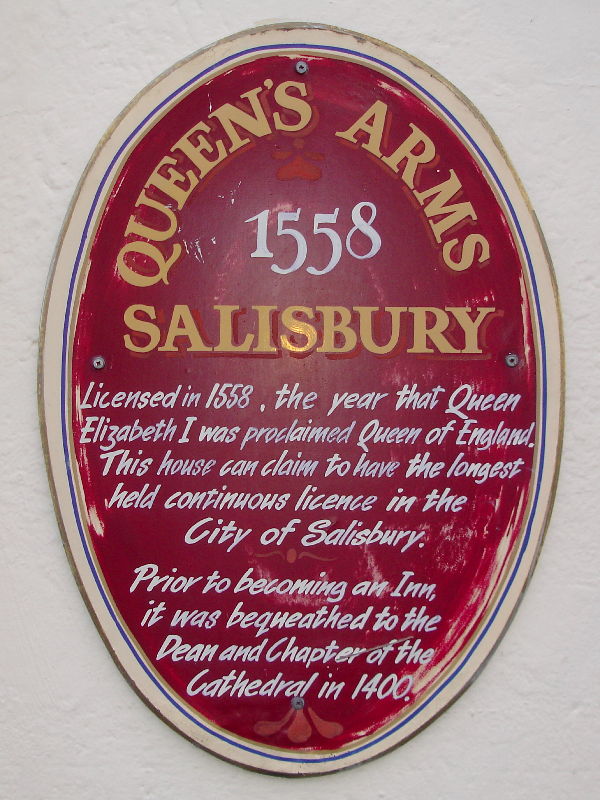 QUEEN'S ARMS
1558
SALISBURY
Licensed in 1558, the year that Queen
Elizabeth I was proclaimed Queen of England.
This house can claim to have the longest
held continuous licence in the
City of Salisbury.
Prior to becoming an Inn,
it was bequeathed to the
Dean and Chapter of the
Cathedral in 1400.